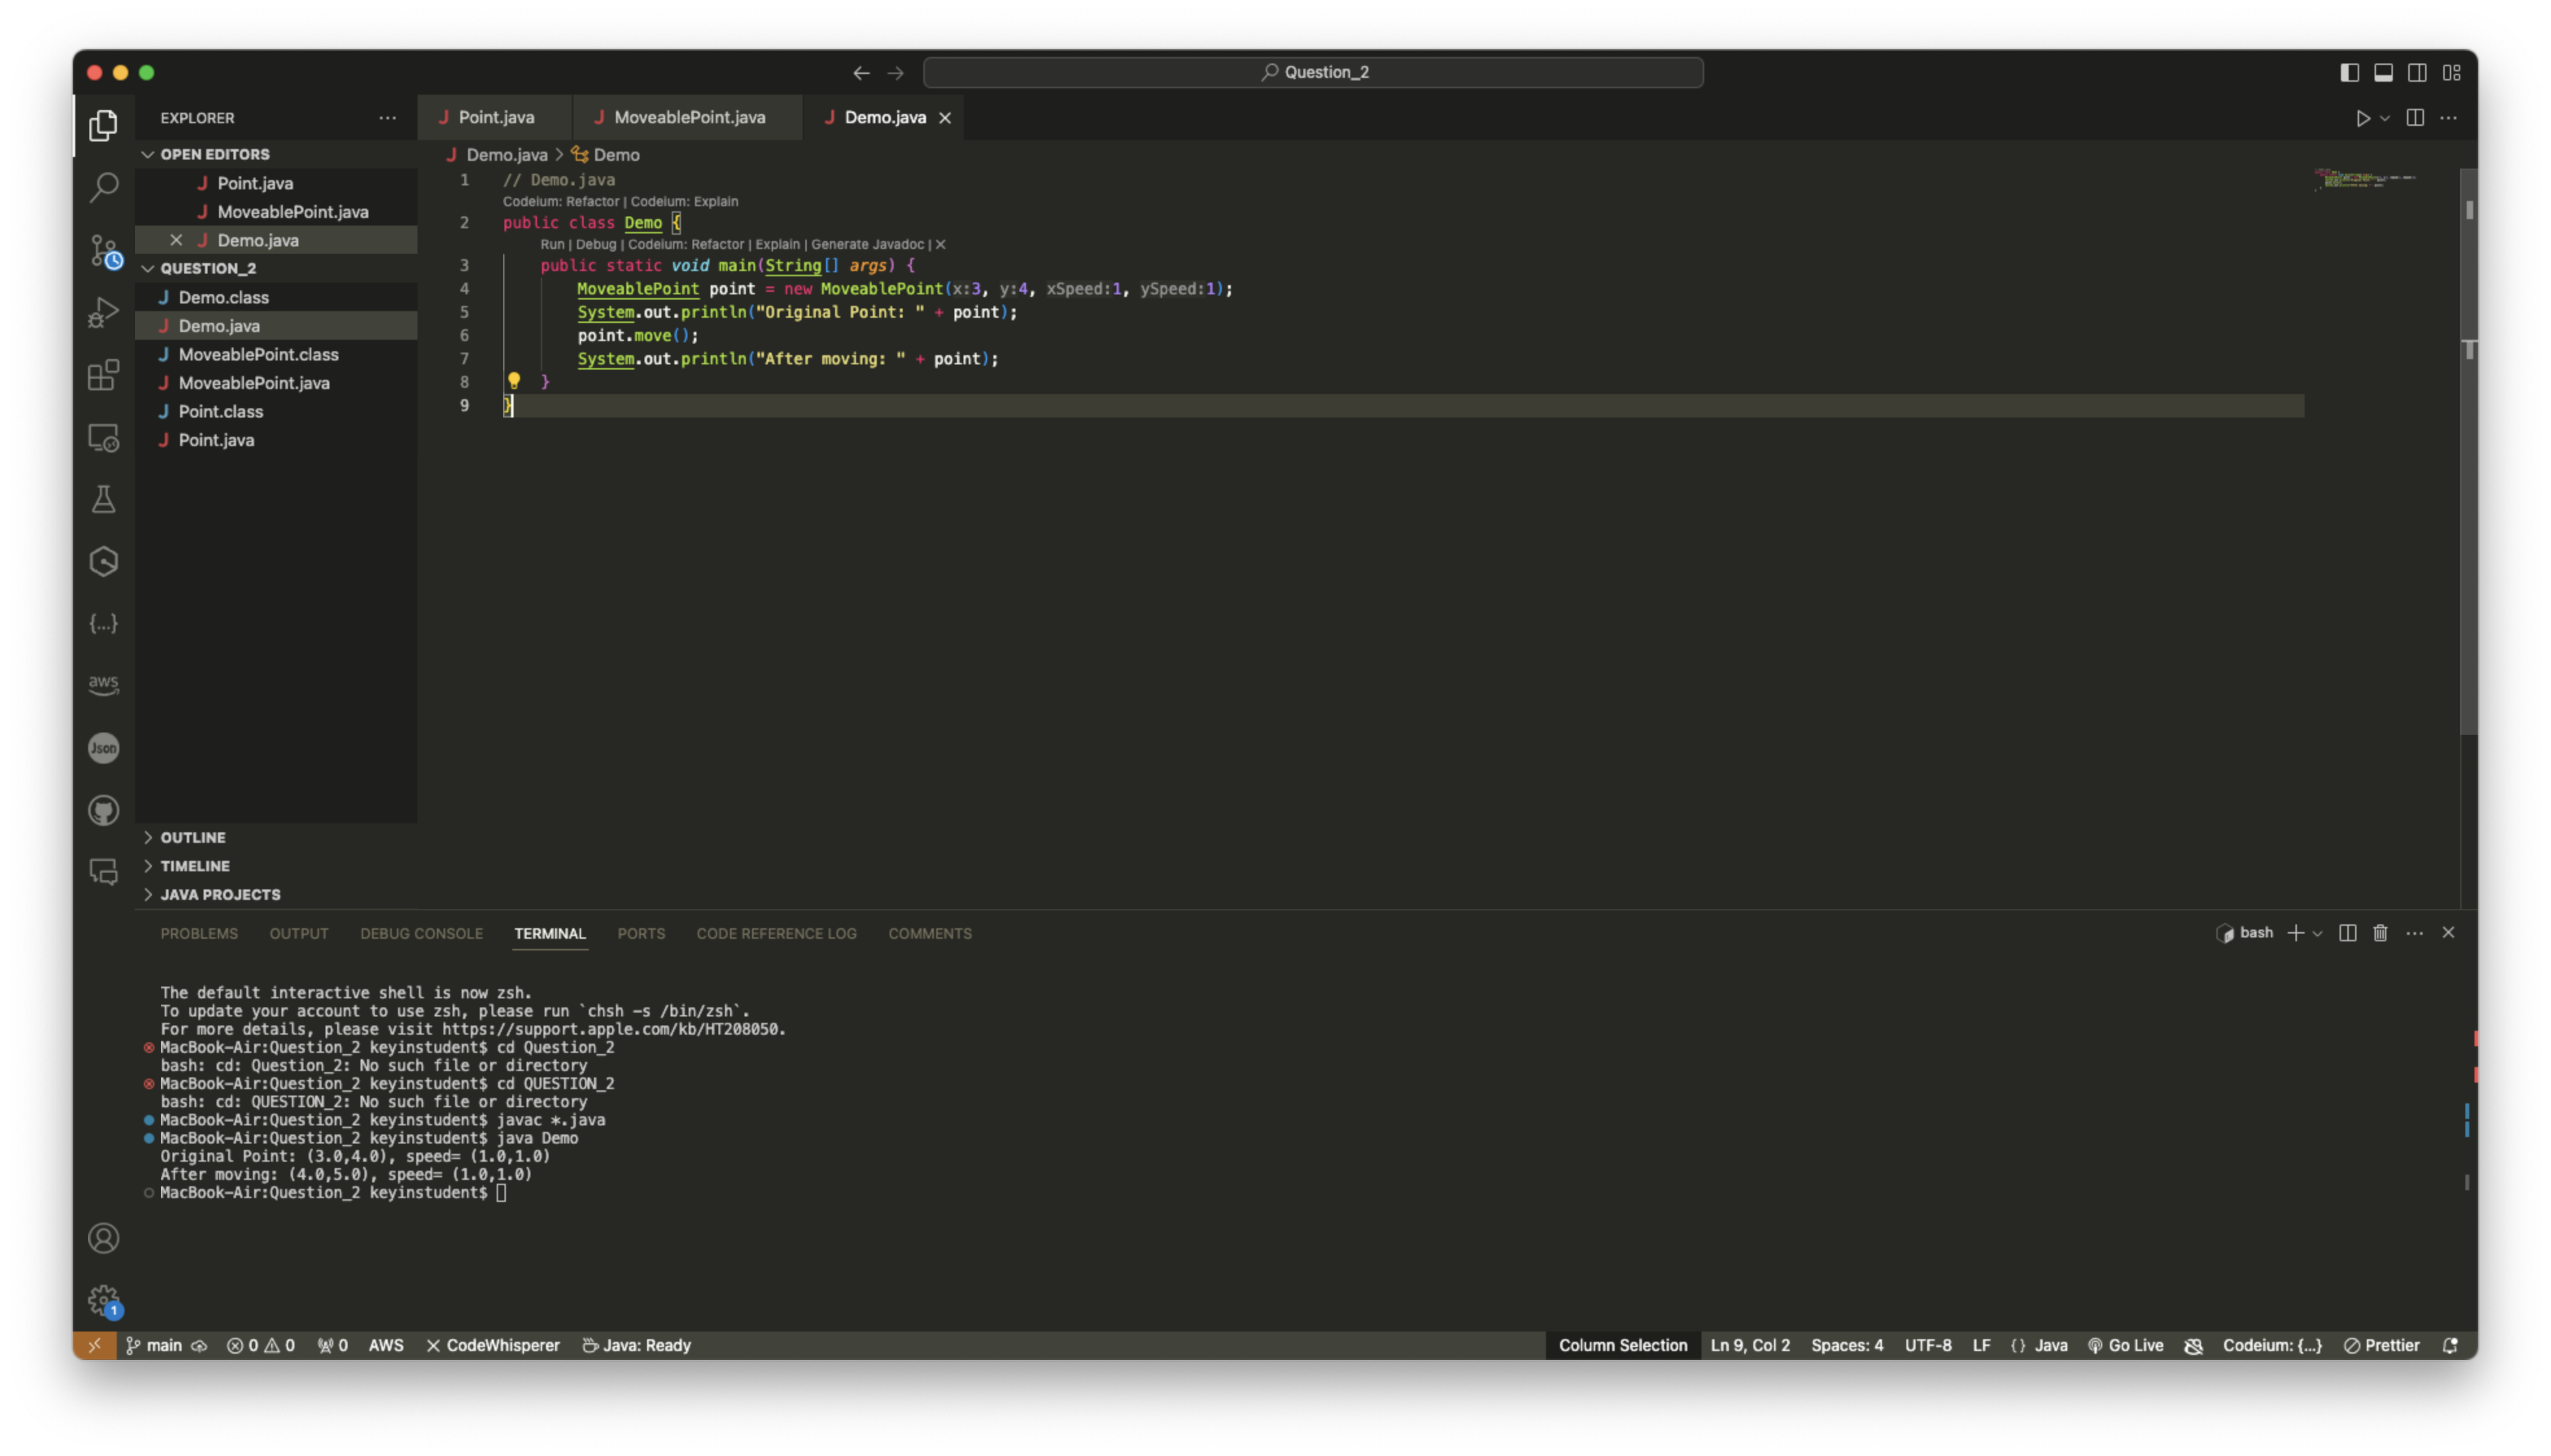 Question_2
EXPLORER
Point.java
MoveablePoint.java
Demo.java
OPEN EDITORS
Point.java
MoveablePoint.java
Demo.java
QUESTION_2
Demo.class
Demo.java
MoveablePoint.class
MoveablePoint.java
Point.class
Point.java
OUTLINE
TIMELINE
JAVA PROJECTS
{...}
aws
Json
1
Demo.java > Demo
1 // Demo.java
Codeium: Refactor | Codeium: Explain
2 public class Demo {
Run | Debug | Codeium: Refactor | Explain | Generate Javadoc | ✕
3 public static void main(String[] args) {
4 MoveablePoint point = new MoveablePoint(x:3, y:4, xSpeed:1, ySpeed:1);
5 System.out.println("Original Point: " + point);
6 point.move();
7 System.out.println("After moving: " + point);
8 }
9 }
PROBLEMS OUTPUT DEBUG CONSOLE TERMINAL PORTS CODE REFERENCE LOG COMMENTS
bash
The default interactive shell is now zsh.
To update your account to use zsh, please run `chsh -s /bin/zsh`.
For more details, please visit https://support.apple.com/kb/HT208050.
MacBook-Air:Question_2 keyinstudent$ cd Question_2
bash: cd: Question_2: No such file or directory
MacBook-Air:Question_2 keyinstudent$ cd QUESTION_2
bash: cd: QUESTION_2: No such file or directory
MacBook-Air:Question_2 keyinstudent$ javac *.java
MacBook-Air:Question_2 keyinstudent$ java Demo
Original Point: (3.0,4.0), speed= (1.0,1.0)
After moving: (4.0,5.0), speed= (1.0,1.0)
MacBook-Air:Question_2 keyinstudent$
main 0 0 0 AWS CodeWhisperer Java: Ready Column Selection Ln 9, Col 2 Spaces: 4 UTF-8 LF {} Java Go Live Codeium: {...} Prettier